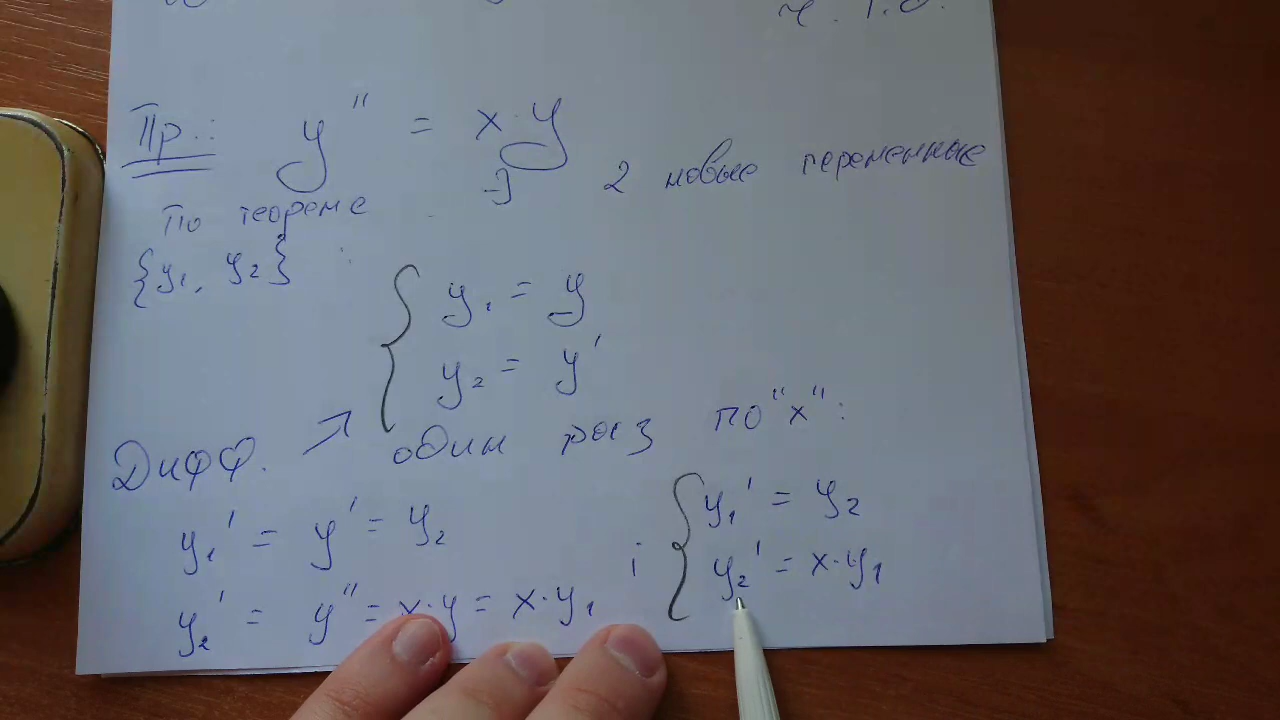 ч. т. д.
Пр.: y'' = x·y
По теореме ∃ 2 новые переменные
{y₁, y₂} :
{ y₁ = y
y₂ = y'
Дифф. ↗ один раз по "x":
y₁' = y' = y₂
y₂' = y'' = x·y = x·y₁
{ y₁' = y₂
y₂' = x·y₁